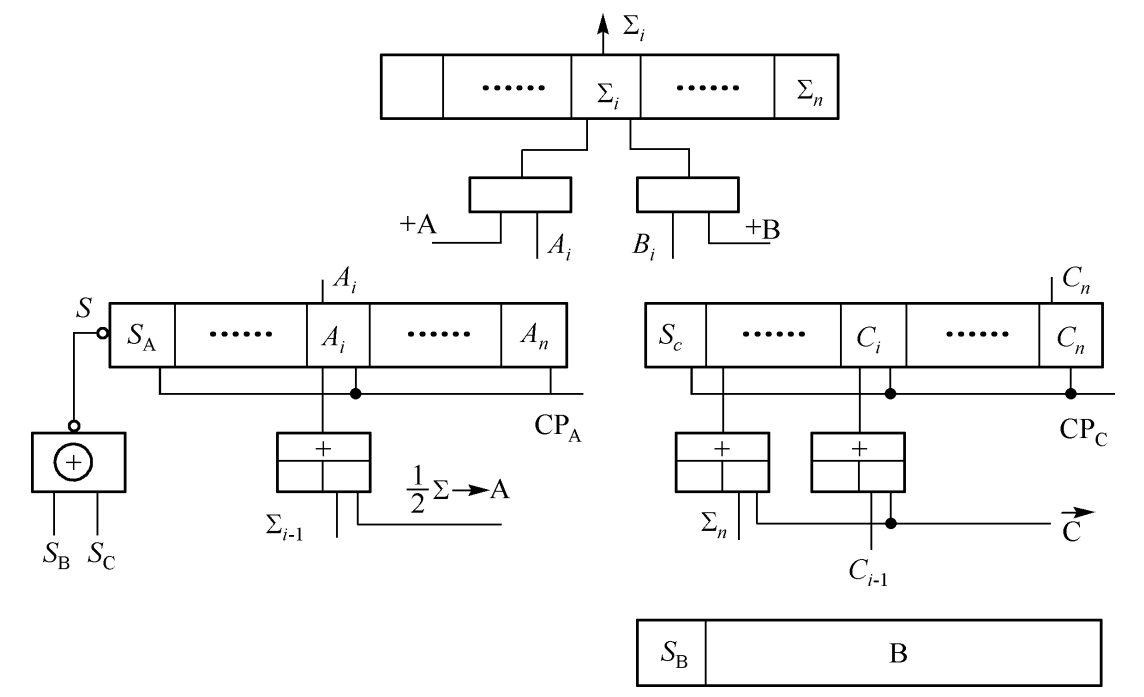 Σi
Σi
Σn
+A
Ai
Bi
+B
Ai
Cn
S
SA
Ai
An
Sc
Ci
Cn
CPA
CPC
+
+
+
+
1/2 Σ→A
Σi-1
Σn
C
SB
SC
Ci-1
SB
B